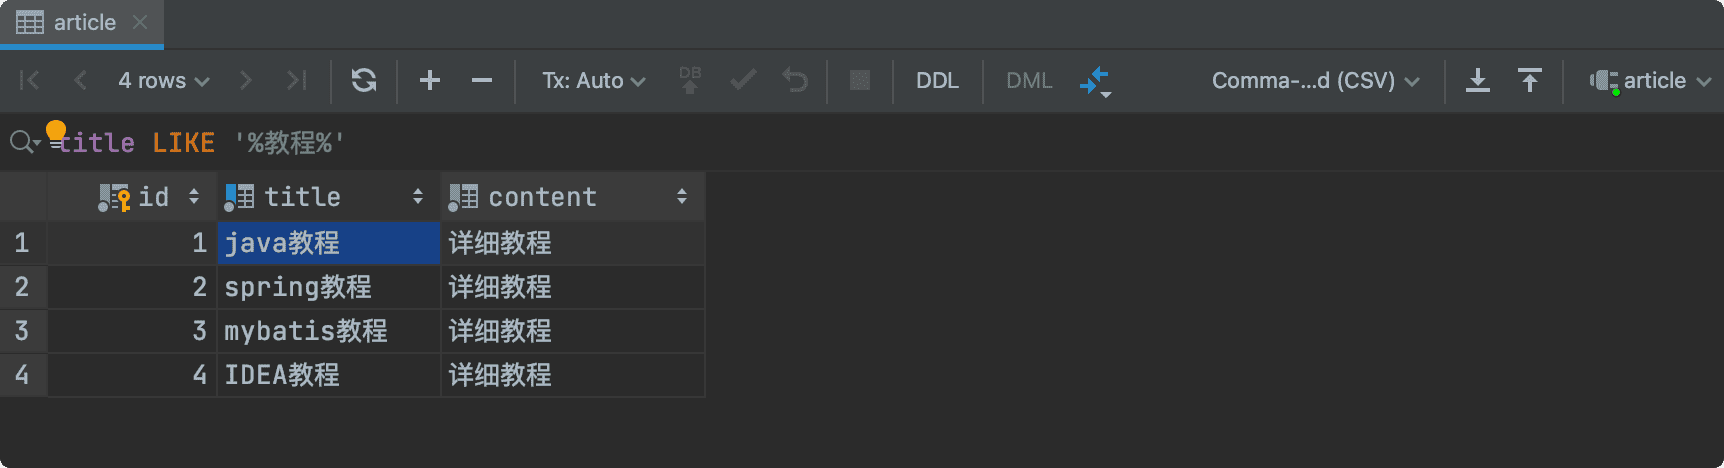 article
4 rows Tx: Auto DB DDL DML Comma-...d (CSV) article
title LIKE '%教程%'
id title content
1 1 java教程 详细教程
2 2 spring教程 详细教程
3 3 mybatis教程 详细教程
4 4 IDEA教程 详细教程